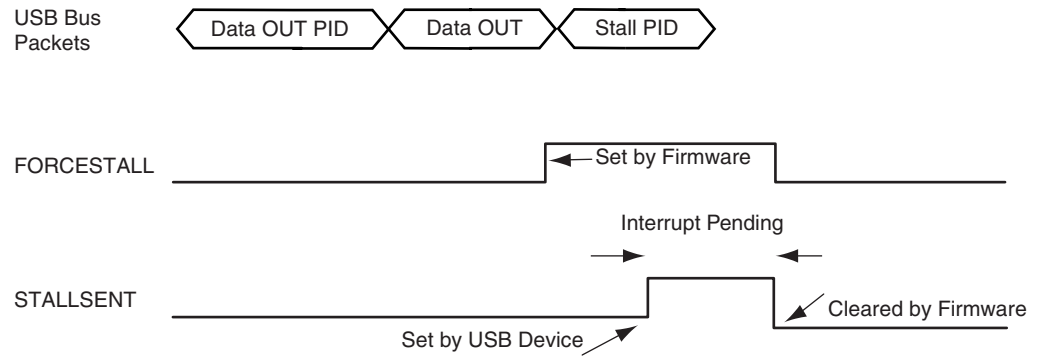 USB Bus
Packets
Data OUT PID
Data OUT
Stall PID
FORCESTALL
Set by Firmware
Interrupt Pending
STALLSENT
Cleared by Firmware
Set by USB Device